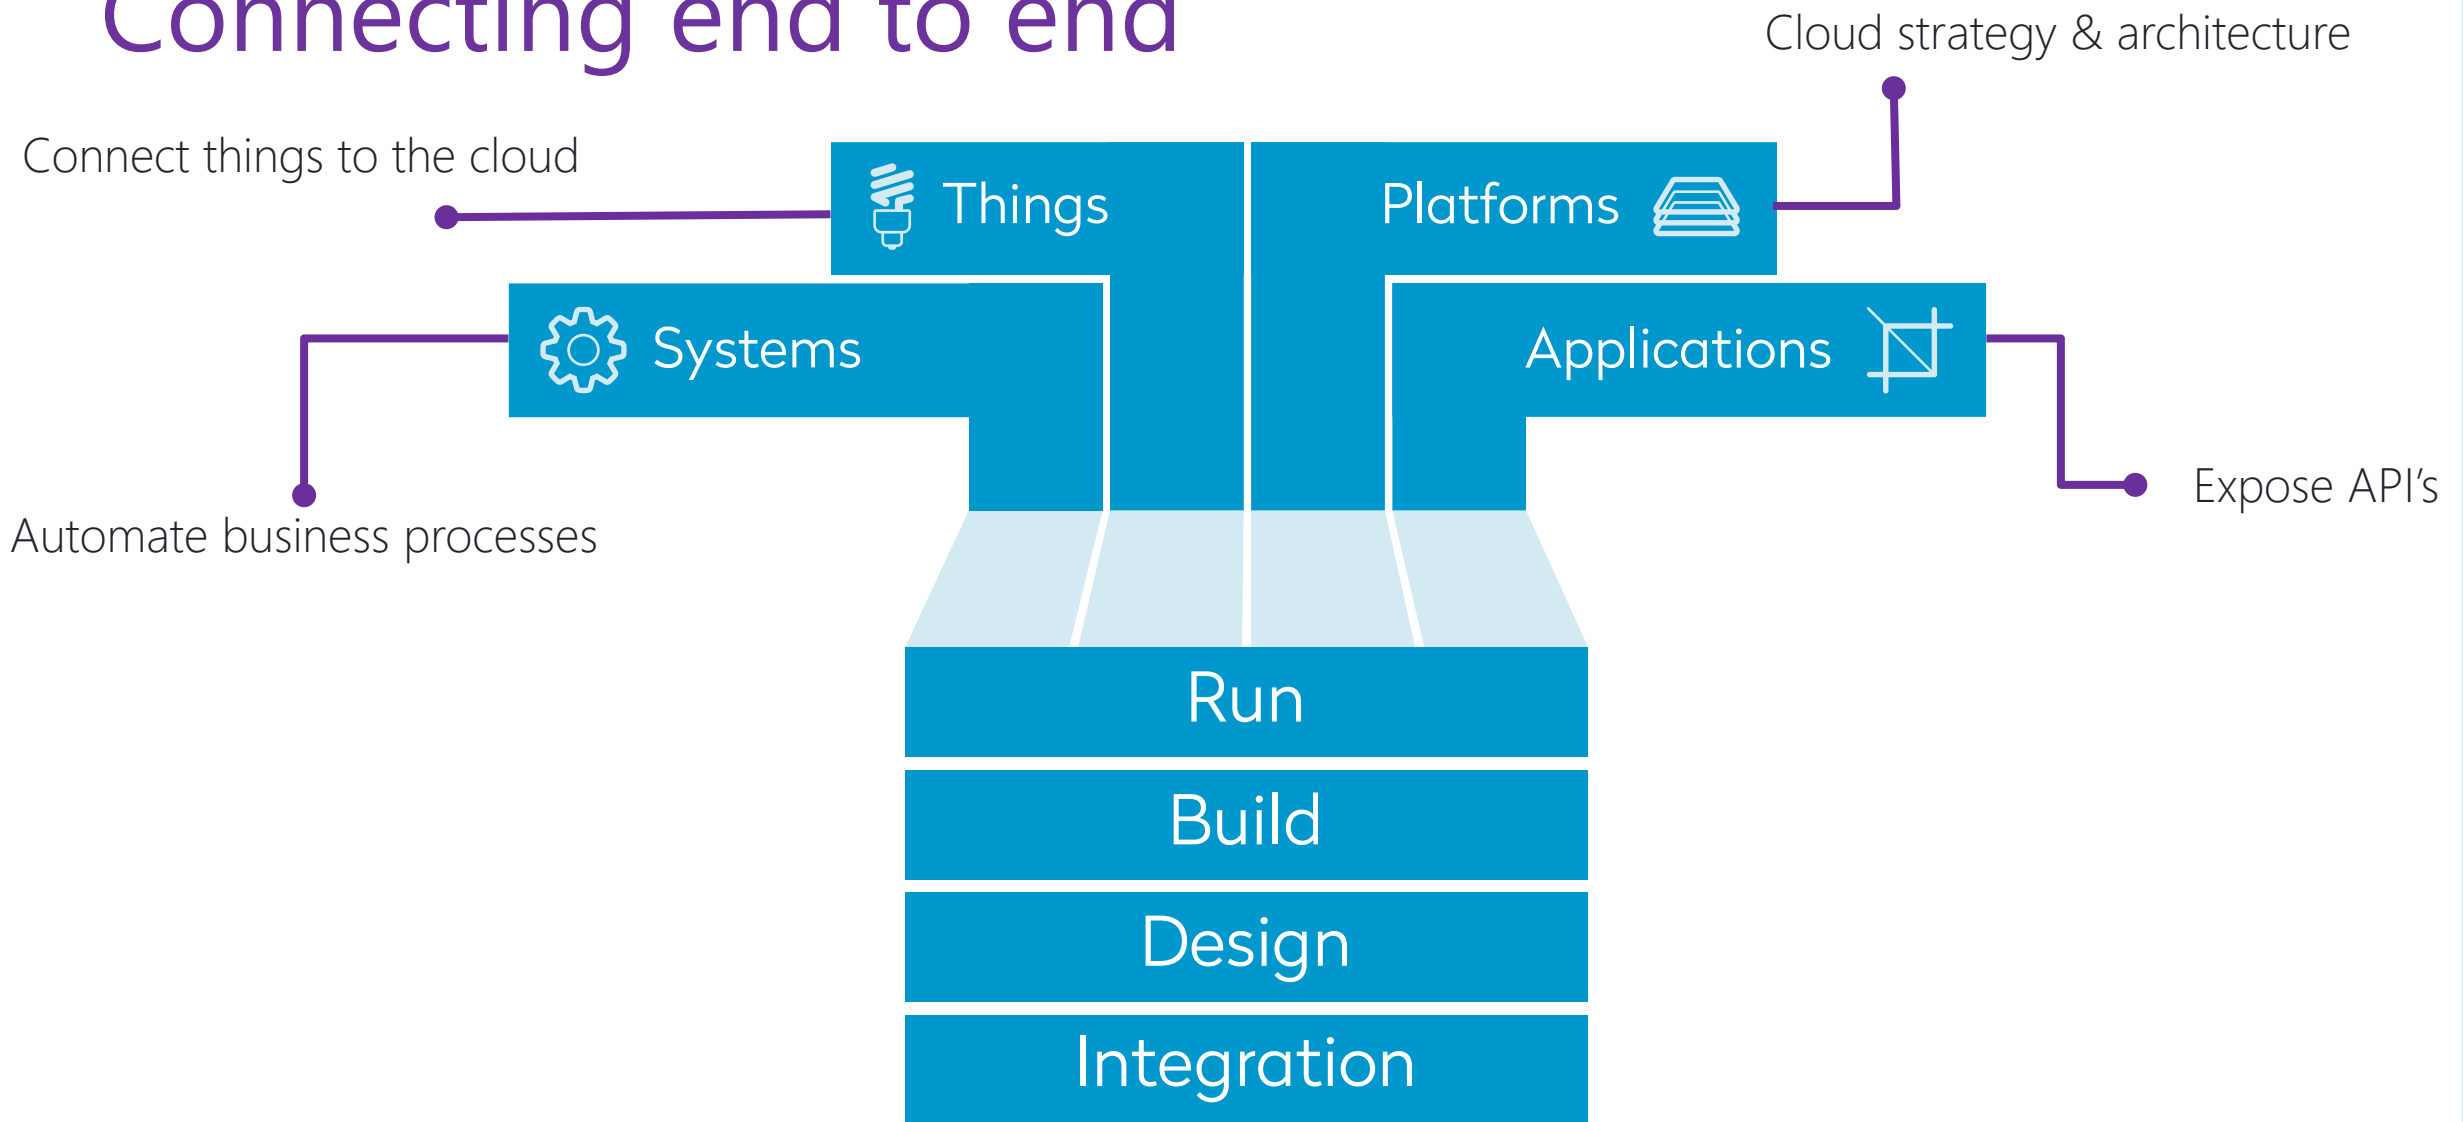 Connecting end to end
Cloud strategy & architecture
Connect things to the cloud
Things
Platforms
Systems
Applications
Expose API's
Automate business processes
Run
Build
Design
Integration